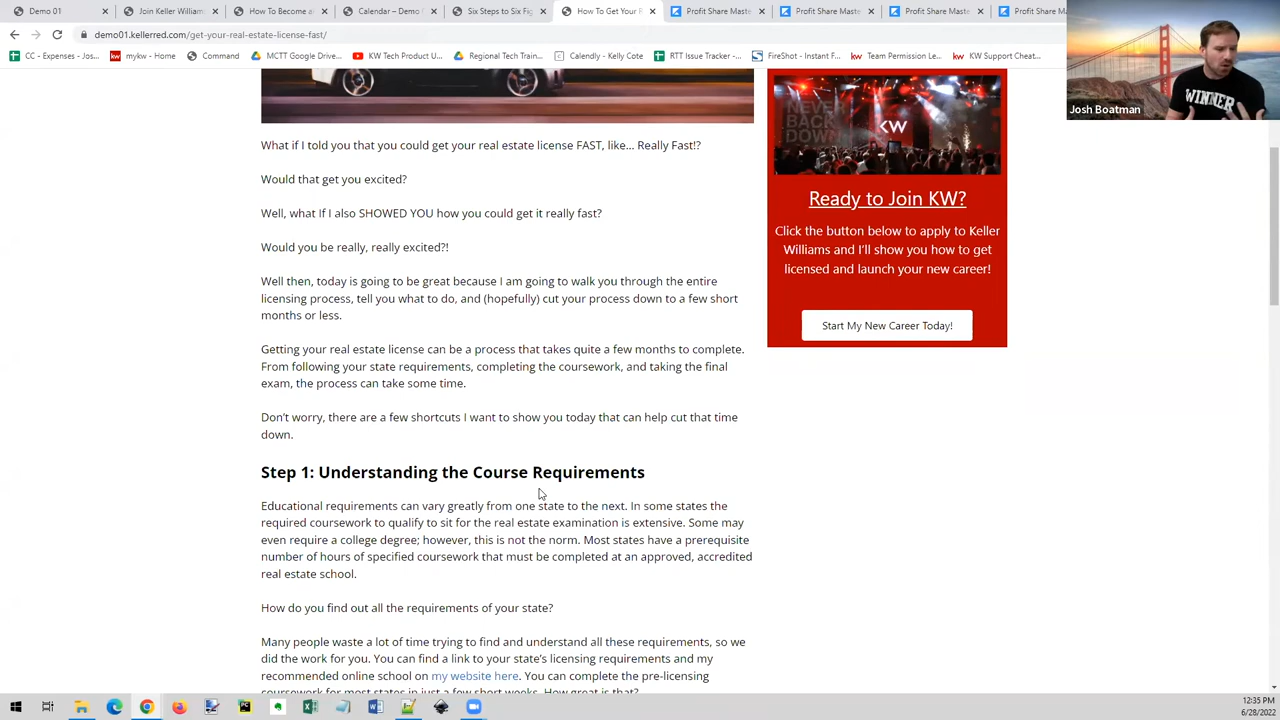 Demo 01
Join Keller William
How To Become a
Calendar – Demo 0
Six Steps to Six Fig
How To Get Your R
Profit Share Maste
Profit Share Maste
Profit Share Maste
Profit Share Ma
demo01.kellerred.com/get-your-real-estate-license-fast/
CC - Expenses - Jos...
mykw - Home
Command
MCTT Google Drive...
KW Tech Product U...
Regional Tech Train...
Calendly - Kelly Cote
RTT Issue Tracker -...
FireShot - Instant F...
Team Permission Le...
KW Support Cheat...
WINNER
Josh Boatman
What if I told you that you could get your real estate license FAST, like... Really Fast!?
Would that get you excited?
Well, what If I also SHOWED YOU how you could get it really fast?
Would you be really, really excited?!
Well then, today is going to be great because I am going to walk you through the entire
licensing process, tell you what to do, and (hopefully) cut your process down to a few short
months or less.
Getting your real estate license can be a process that takes quite a few months to complete.
From following your state requirements, completing the coursework, and taking the final
exam, the process can take some time.
Don't worry, there are a few shortcuts I want to show you today that can help cut that time
down.
Step 1: Understanding the Course Requirements
Educational requirements can vary greatly from one state to the next. In some states the
required coursework to qualify to sit for the real estate examination is extensive. Some may
even require a college degree; however, this is not the norm. Most states have a prerequisite
number of hours of specified coursework that must be completed at an approved, accredited
real estate school.
How do you find out all the requirements of your state?
Many people waste a lot of time trying to find and understand all these requirements, so we
did the work for you. You can find a link to your state's licensing requirements and my
recommended online school on my website here. You can complete the pre-licensing
coursework for most states in just a few short weeks. How great is that?
NEVER
BACK
DOWN
KW
Ready to Join KW?
Click the button below to apply to Keller
Williams and I'll show you how to get
licensed and launch your new career!
Start My New Career Today!
12:35 PM
6/28/2022